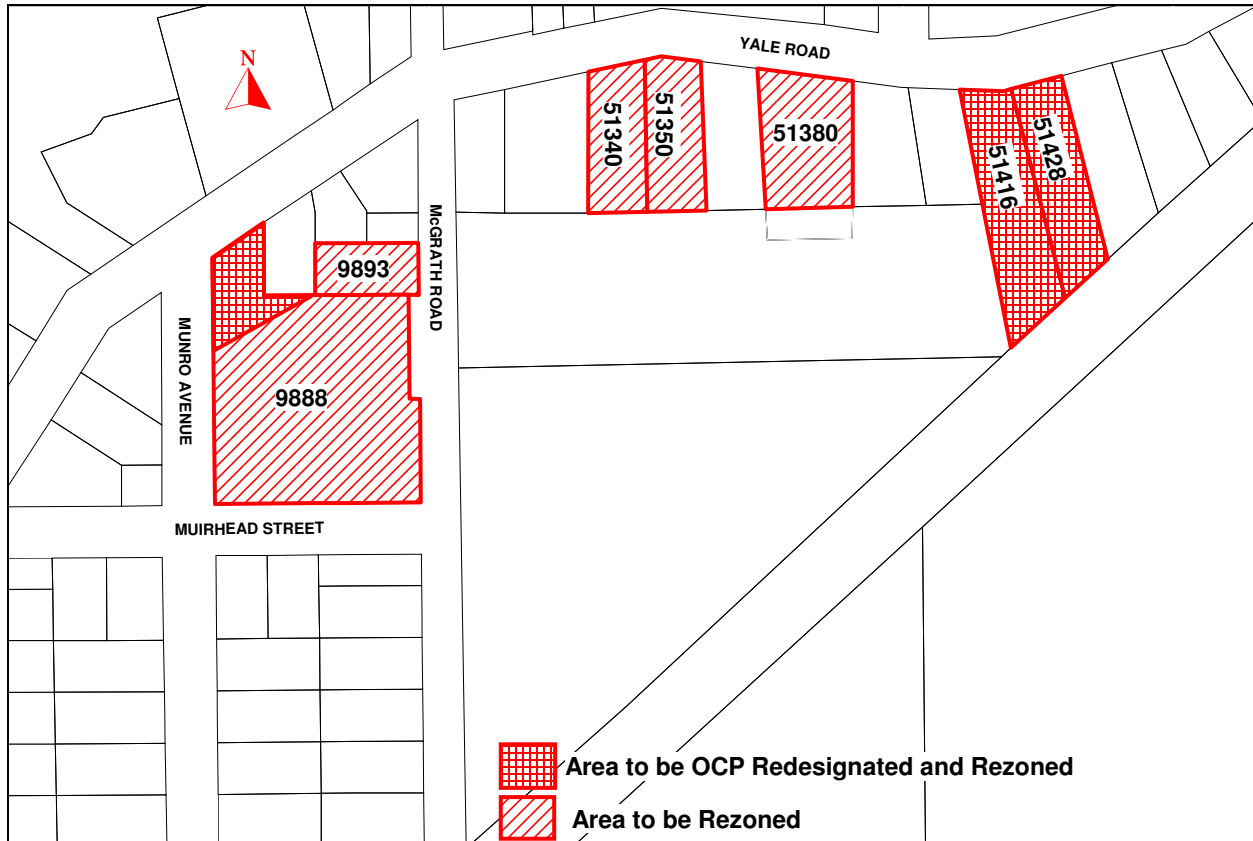 N
YALE ROAD
51340
51350
51380
51416
51428
McGRATH ROAD
9893
MUNRO AVENUE
9888
MUIRHEAD STREET
Area to be OCP Redesignated and Rezoned
Area to be Rezoned